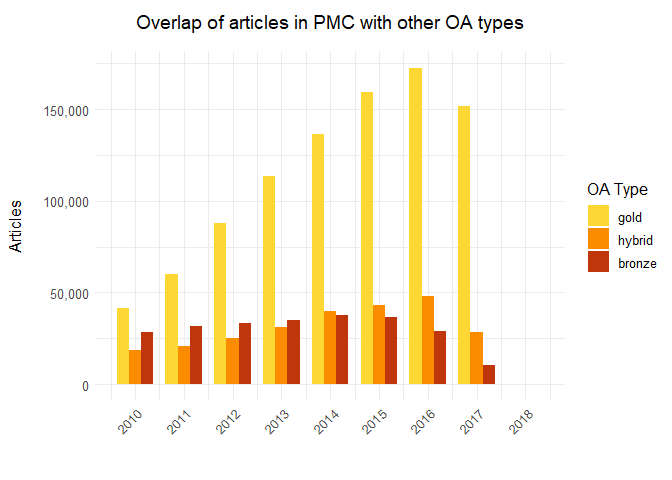 Overlap of articles in PMC with other OA types
Articles
150,000
100,000
50,000
0
2010
2011
2012
2013
2014
2015
2016
2017
2018
OA Type
gold
hybrid
bronze